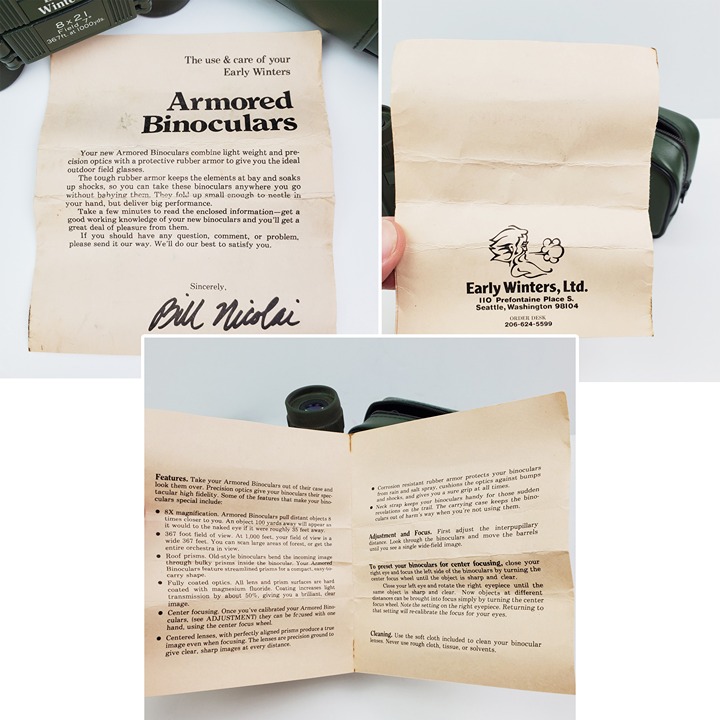 Winter
8 x 21
Field 7°
367ft. at 1000yds.
The use & care of your
Early Winters
Armored
Binoculars
Your new Armored Binoculars combine light weight and pre-
cision optics with a protective rubber armor to give you the ideal
outdoor field glasses.
The tough rubber armor keeps the elements at bay and soaks
up shocks, so you can take these binoculars anywhere you go
without babying them. They fold up small enough to nestle in
your hand, but deliver big performance.
Take a few minutes to read the enclosed information—get a
good working knowledge of your new binoculars and you'll get a
great deal of pleasure from them.
If you should have any question, comment, or problem,
please send it our way. We'll do our best to satisfy you.
Sincerely,
Bill Nicolai
Early Winters, Ltd.
110 Prefontaine Place S.
Seattle, Washington 98104
ORDER DESK
206-624-5599
Features. Take your Armored Binoculars out of their case and
look them over. Precision optics give your binoculars their spec-
tacular high fidelity. Some of the features that make your bino-
culars special include:
● 8X magnification. Armored Binoculars pull distant objects 8
times closer to you. An object 100 yards away will appear as
it would to the naked eye if it were roughly 35 feet away.
● 367 foot field of view. At 1,000 feet, your field of view is a
wide 367 feet. You can scan large areas of forest, or get the
entire orchestra in view.
● Roof prisms. Old-style binoculars bend the incoming image
through bulky prisms inside the binocular. Your Armored
Binoculars feature streamlined prisms for a compact, easy-to-
carry shape.
● Fully coated optics. All lens and prism surfaces are hard
coated with magnesium fluoride. Coating increases light
transmission by about 50%, giving you a brilliant, clear
image.
● Center focusing. Once you've calibrated your Armored Bino-
culars, (see ADJUSTMENT) they can be focused with one
hand, using the center focus wheel.
● Centered lenses, with perfectly aligned prisms produce a true
image even when focusing. The lenses are precision ground to
give clear, sharp images at every distance.
● Corrosion resistant rubber armor protects your binoculars
from rain and salt spray, cushions the optics against bumps
and shocks, and gives you a sure grip at all times.
● Neck strap keeps your binoculars handy for those sudden
revelations on the trail. The carrying case keeps the bino-
culars out of harm's way when you're not using them.
Adjustment and Focus. First adjust the interpupillary
distance. Look through the binoculars and move the barrels
until you see a single wide-field image.
To preset your binoculars for center focusing, close your
right eye and focus the left side of the binoculars by turning the
center focus wheel until the object is sharp and clear.
Close your left eye and rotate the right eyepiece until the
same object is sharp and clear. Now objects at different
distances can be brought into focus simply by turning the center
focus wheel. Note the setting on the right eyepiece. Returning to
that setting will re-calibrate the focus for your eyes.
Cleaning. Use the soft cloth included to clean your binocular
lenses. Never use rough cloth, tissue, or solvents.